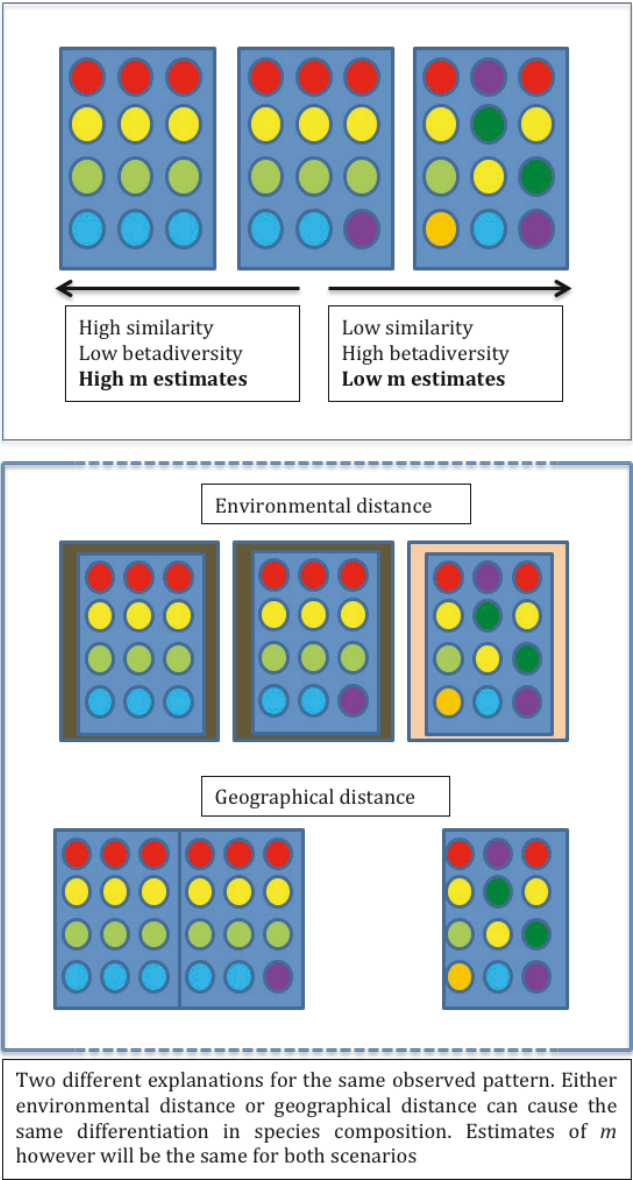 High similarity
Low betadiversity
High m estimates
Low similarity
High betadiversity
Low m estimates
Environmental distance
Geographical distance
Two different explanations for the same observed pattern. Either
environmental distance or geographical distance can cause the
same differentiation in species composition. Estimates of m
however will be the same for both scenarios